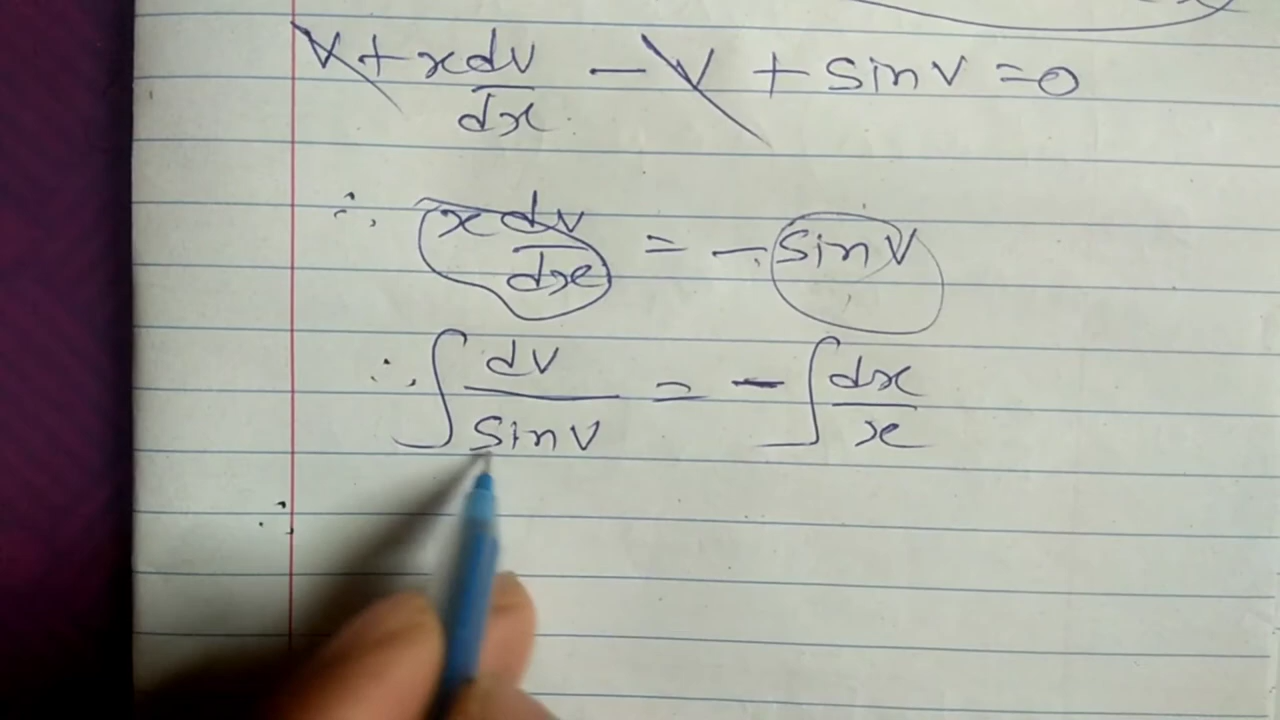 v + x dv/dx - v + sin v = 0
∴ x dv/dx = - sin v
∴ ∫ dv/sin v = - ∫ dx/x
∴